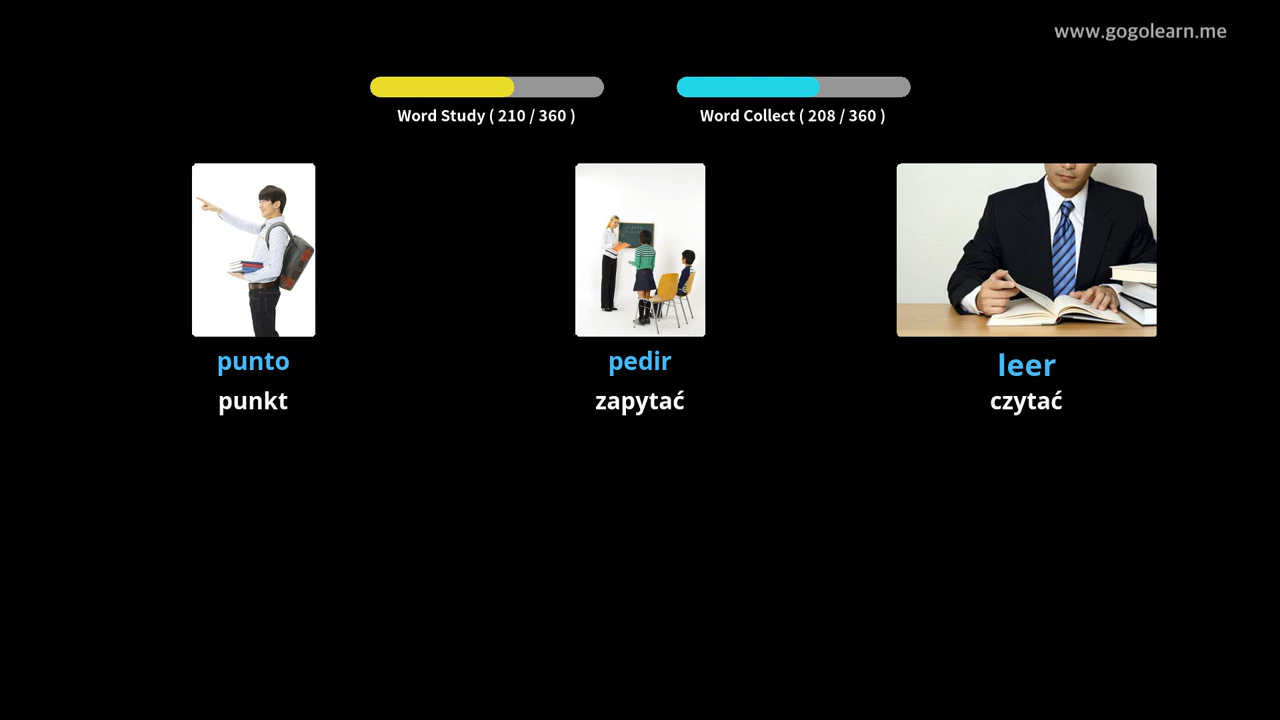 www.gogolearn.me
Word Study ( 210 / 360 )
Word Collect ( 208 / 360 )
punto
pedir
leer
punkt
zapytać
czytać